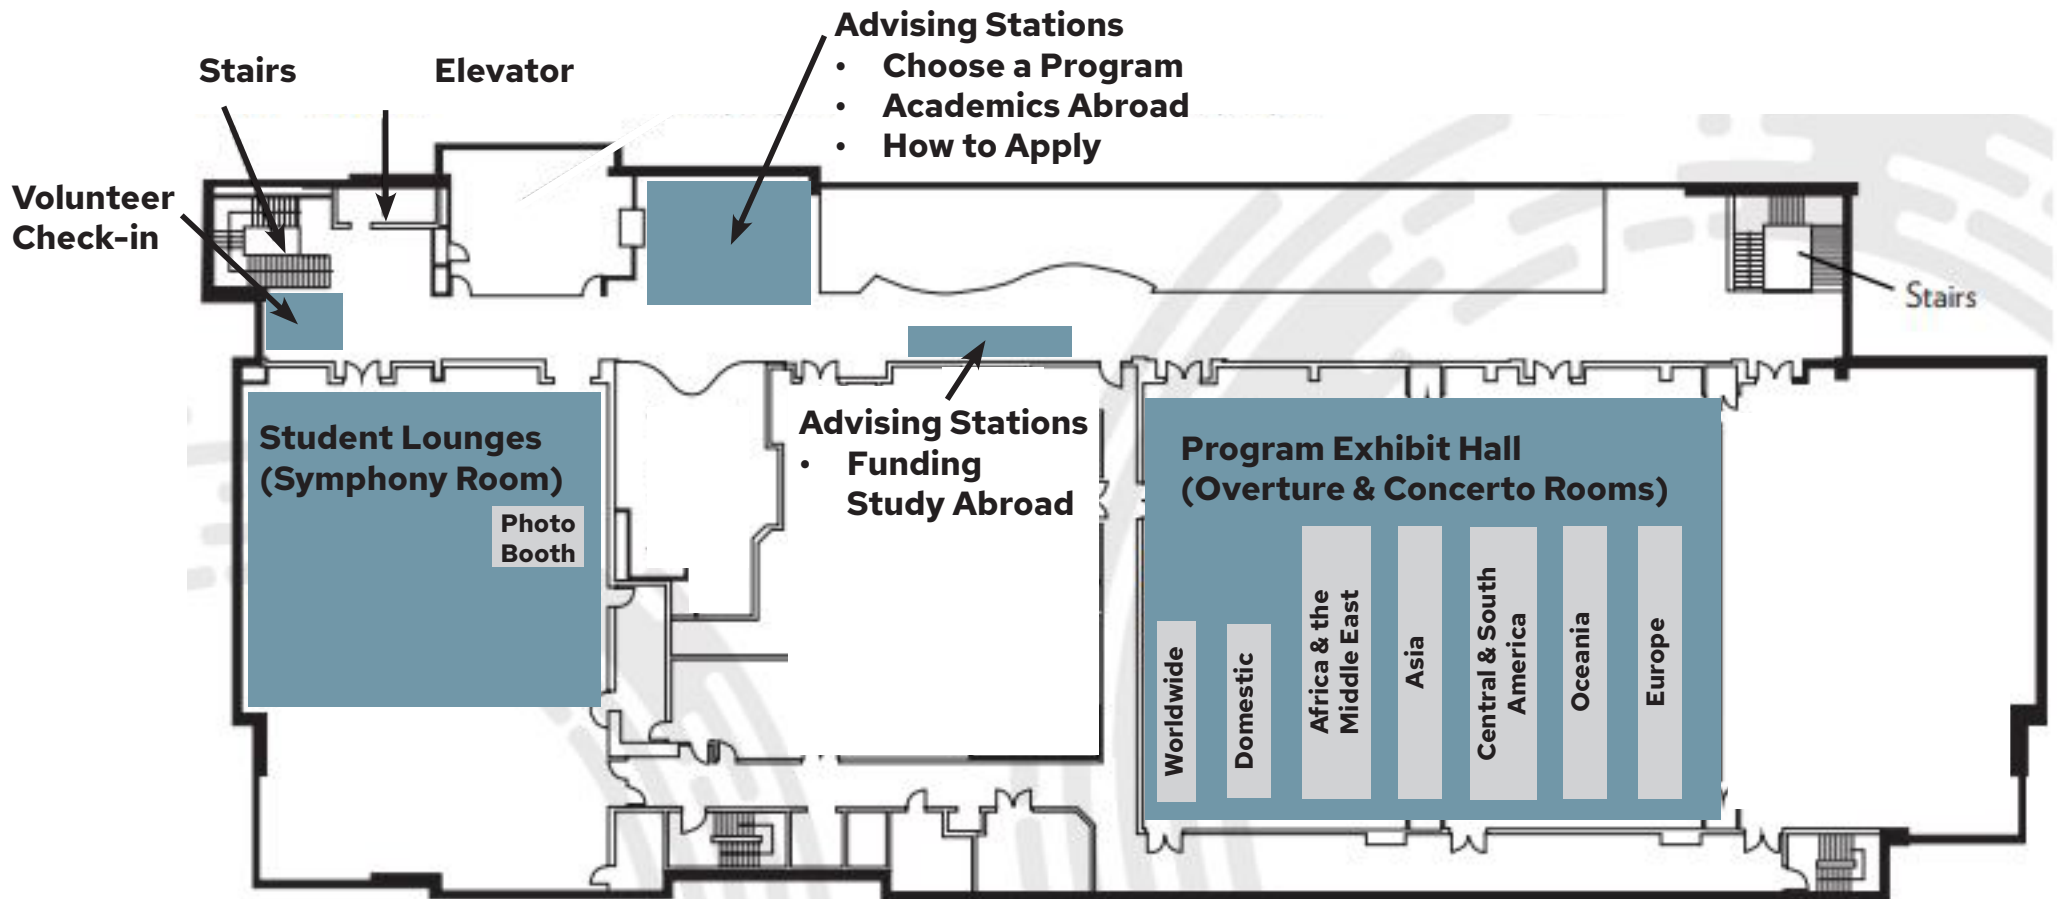 Advising Stations
• Choose a Program
• Academics Abroad
• How to Apply
Stairs
Elevator
Volunteer
Check-in
Stairs
Advising Stations
• Funding
Study Abroad
Student Lounges
(Symphony Room)
Photo
Booth
Program Exhibit Hall
(Overture & Concerto Rooms)
Worldwide
Domestic
Africa & the
Middle East
Asia
Central & South
America
Oceania
Europe